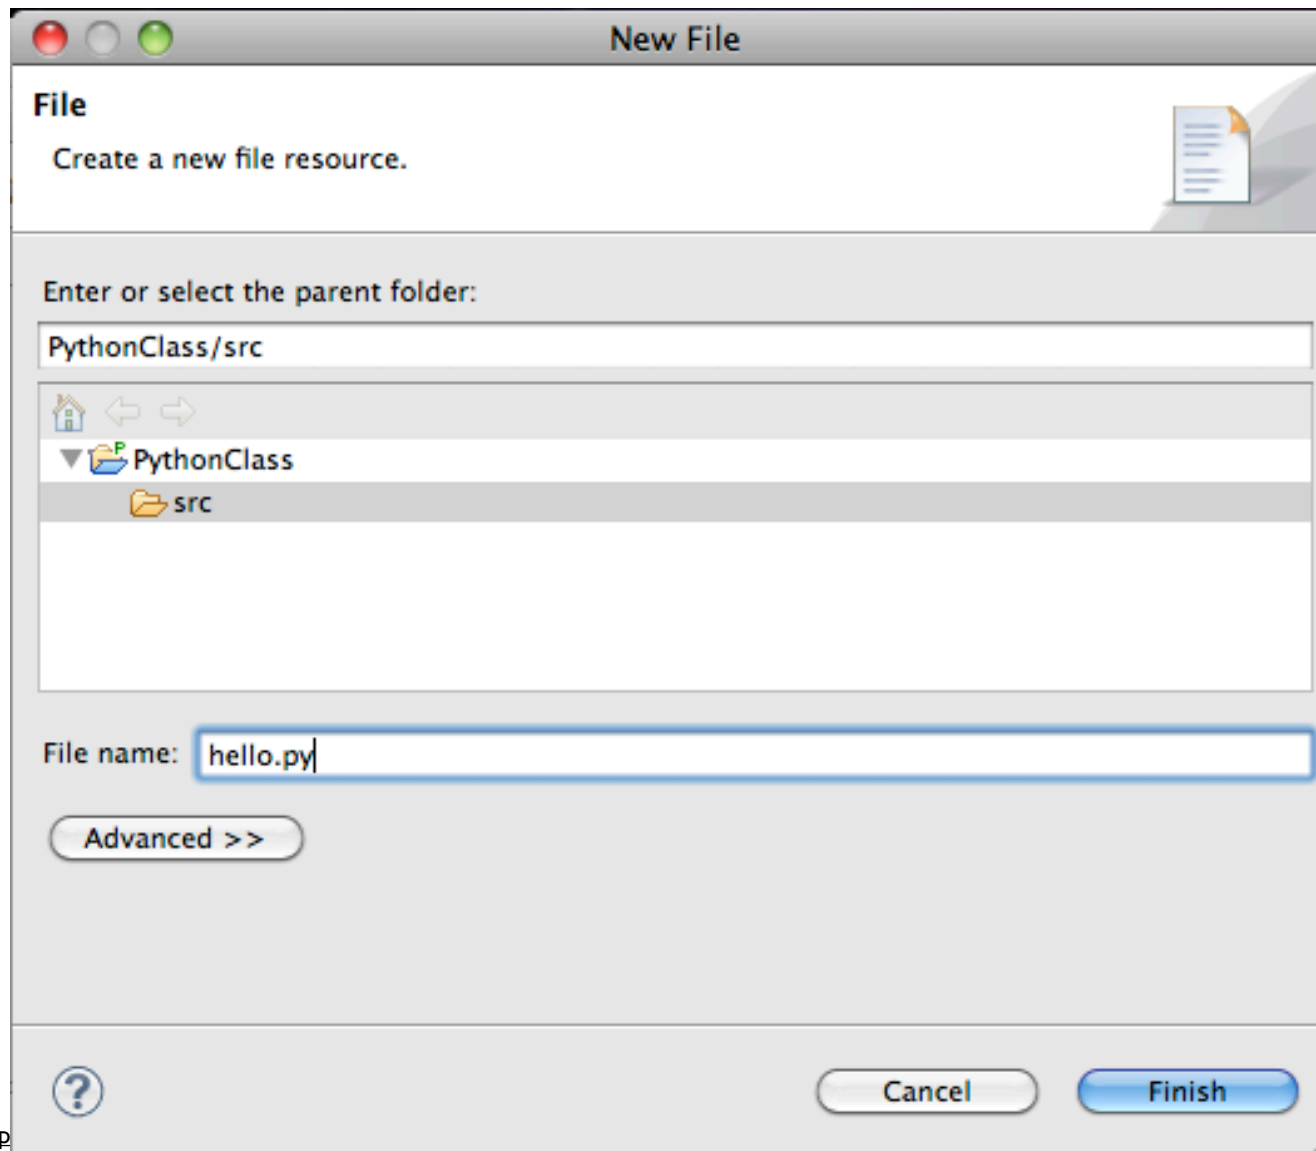 New File
File
Create a new file resource.
Enter or select the parent folder:
PythonClass/src
P
PythonClass
src
File name: hello.py
Advanced >>
?
Cancel Finish
p